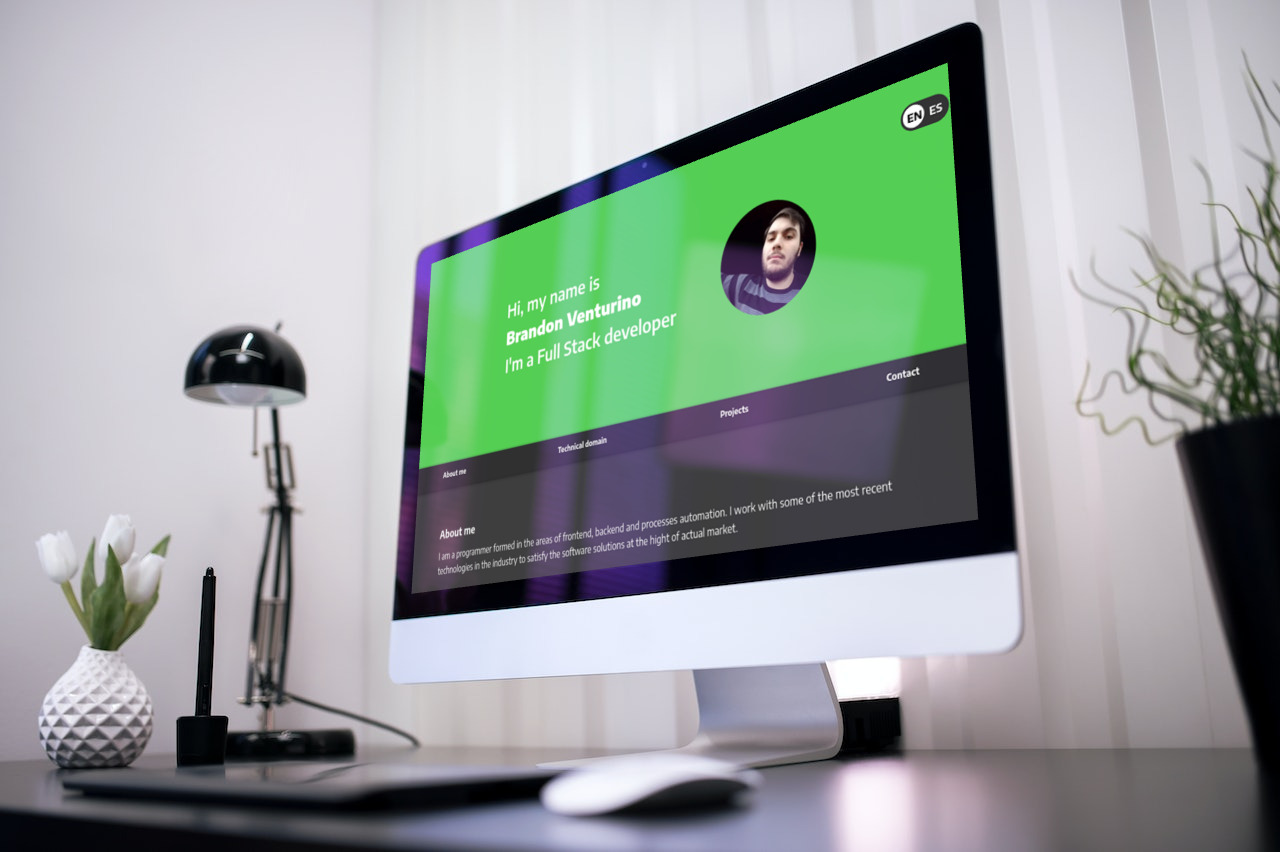 EN ES
Hi, my name is
Brandon Venturino
I'm a Full Stack developer
About me
Technical domain
Projects
Contact
About me
I am a programmer formed in the areas of frontend, backend and processes automation. I work with some of the most recent
technologies in the industry to satisfy the software solutions at the hight of actual market.